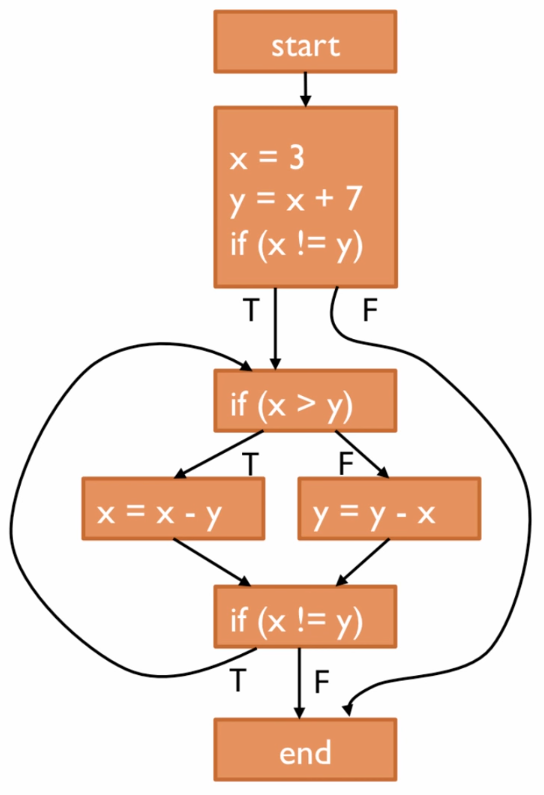 start
x = 3
y = x + 7
if (x != y)
T
F
if (x > y)
T
F
x = x - y
y = y - x
if (x != y)
T
F
end